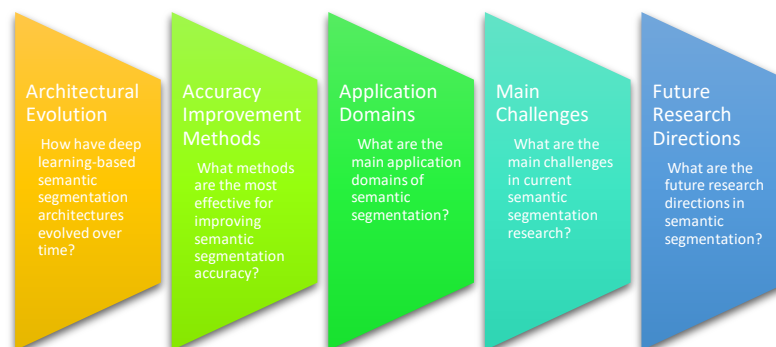 Architectural
Evolution
How have deep
learning-based
semantic
segmentation
architectures
evolved over
time?
Accuracy
Improvement
Methods
What methods
are the most
effective for
improving
semantic
segmentation
accuracy?
Application
Domains
What are the
main application
domains of
semantic
segmentation?
Main
Challenges
What are the
main challenges
in current
semantic
segmentation
research?
Future
Research
Directions
What are the
future research
directions in
semantic
segmentation?